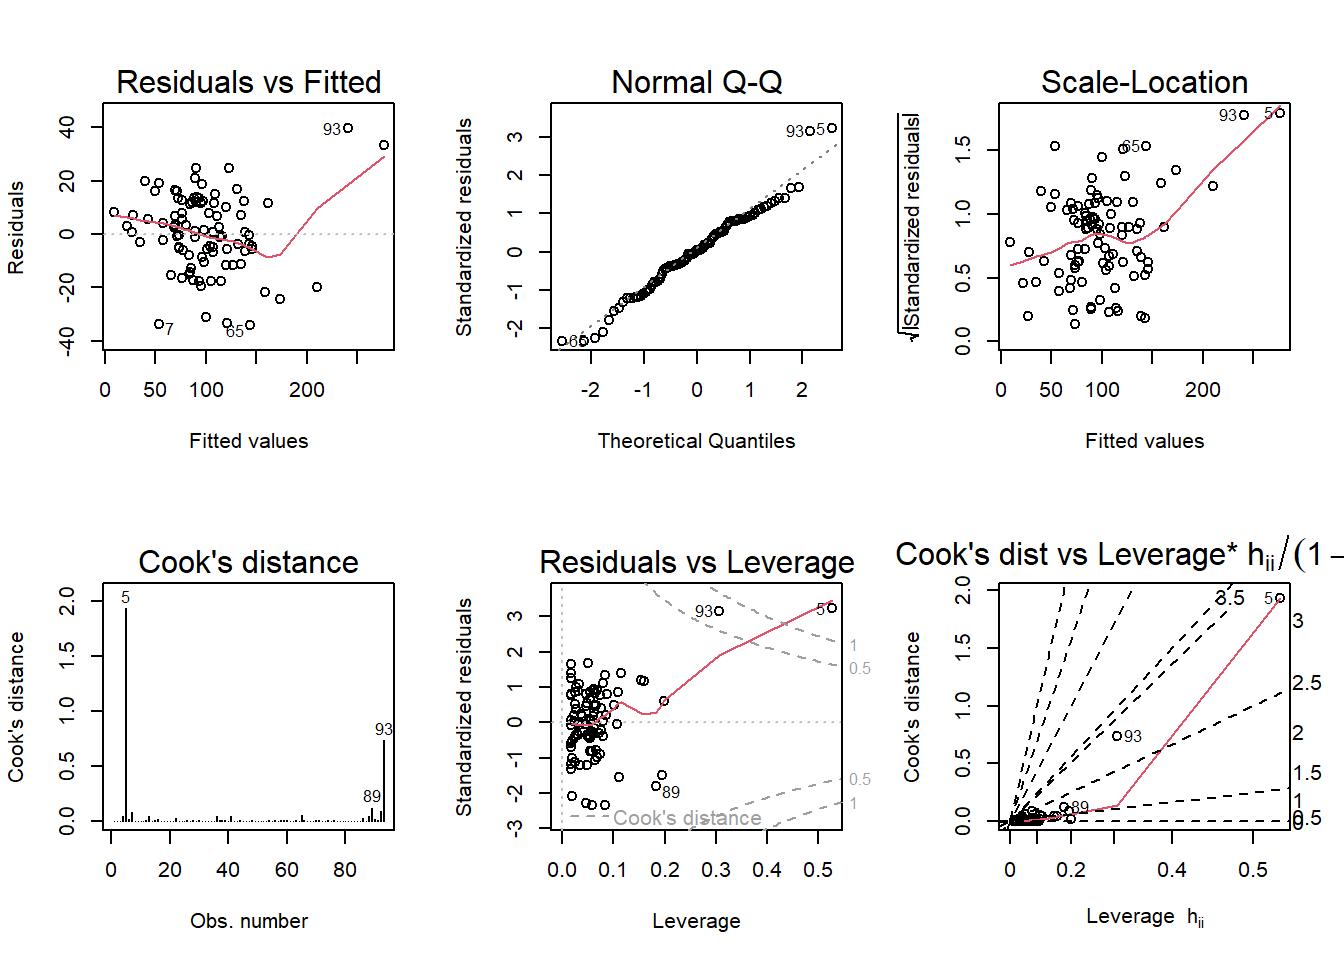 Residuals vs Fitted
Residuals
40
20
0
-20
-40
93
7
65
0 50 100 200
Fitted values
Normal Q-Q
Standardized residuals
3
2
1
0
-1
-2
93 5
65
-2 -1 0 1 2
Theoretical Quantiles
Scale-Location
√|Standardized residuals|
1.5
1.0
0.5
0.0
93 5
65
0 50 100 200
Fitted values
Cook's distance
Cook's distance
2.0
1.5
1.0
0.5
0.0
5
93
89
0 20 40 60 80
Obs. number
Residuals vs Leverage
Standardized residuals
3
2
1
0
-1
-2
-3
93 5
1
0.5
89
0.5
1
Cook's distance
0.0 0.1 0.2 0.3 0.4 0.5
Leverage
Cook's dist vs Leverage* hii/(1 −
Cook's distance
2.0
1.5
1.0
0.5
0.0
3.5 5
3
2.5
93 2
1.5
89 1
0.5
0
0 0.2 0.4 0.5
Leverage hii